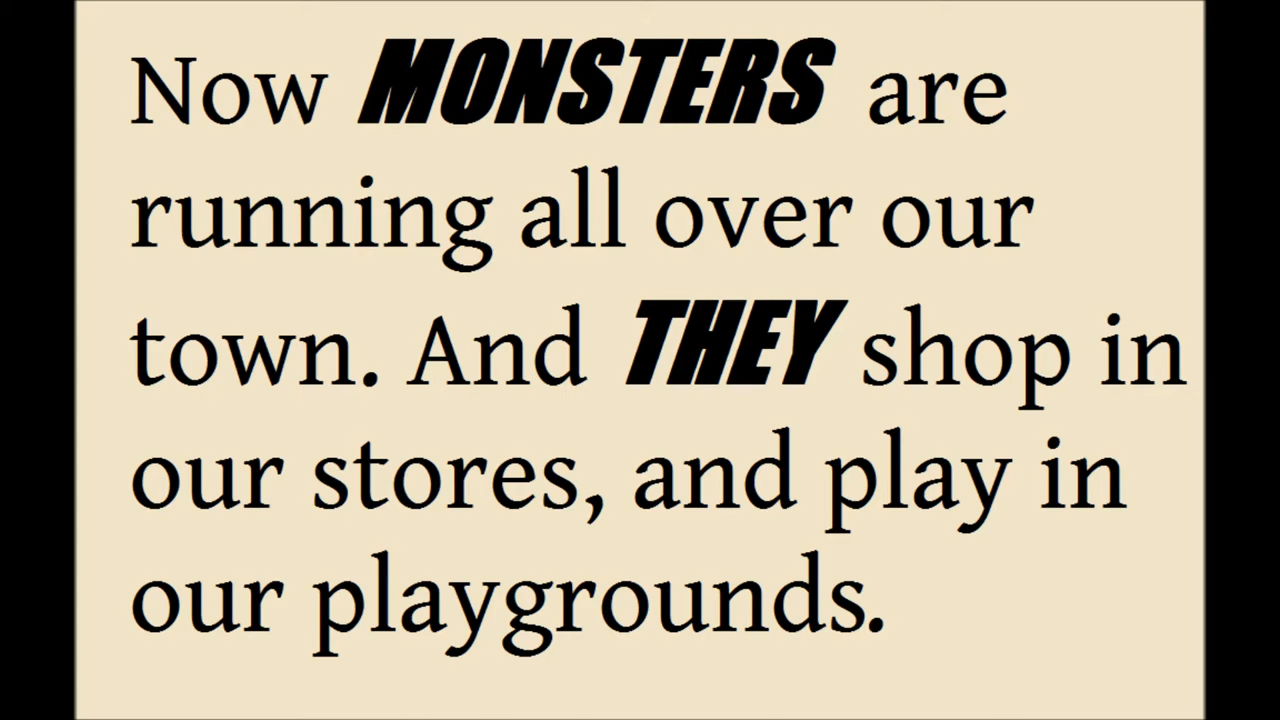 Now MONSTERS are
running all over our
town. And THEY shop in
our stores, and play in
our playgrounds.